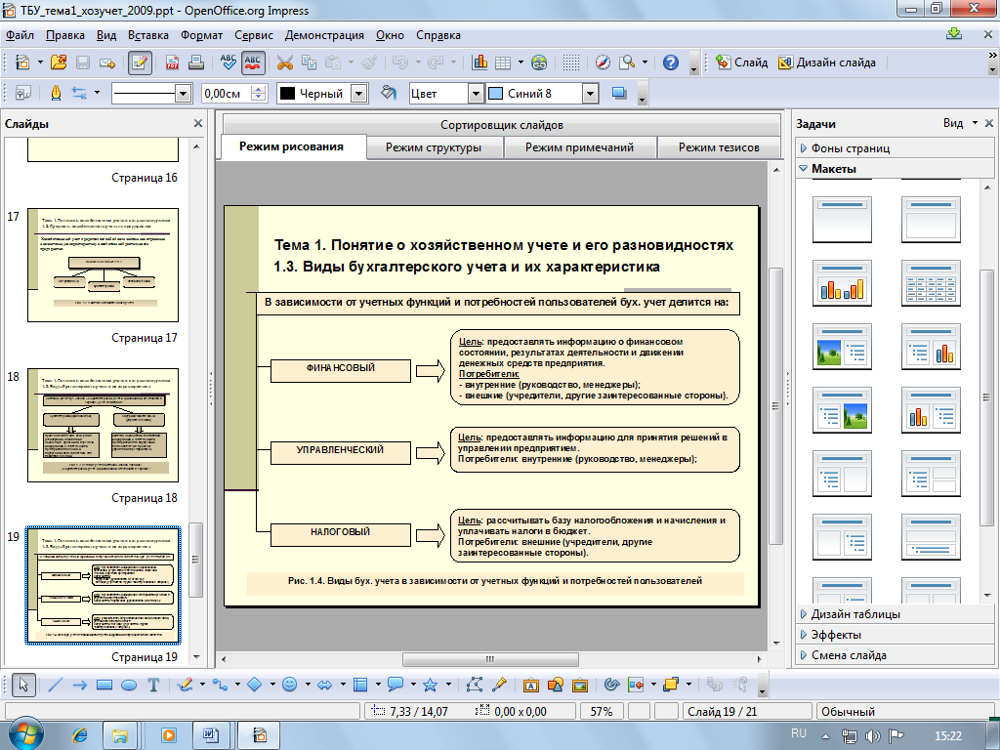 ТБУ_тема1_хозучет_2009.ppt - OpenOffice.org Impress
Файл Правка Вид Вставка Формат Сервис Демонстрация Окно Справка
Слайд Дизайн слайда
0,00см Черный Цвет Синий 8
Слайды
Страница 16
17
Страница 17
18
Страница 18
19
Страница 19
Сортировщик слайдов
Режим рисования Режим структуры Режим примечаний Режим тезисов
Тема 1. Понятие о хозяйственном учете и его разновидностях
1.3. Виды бухгалтерского учета и их характеристика
В зависимости от учетных функций и потребностей пользователей бух. учет делится на:
ФИНАНСОВЫЙ
Цель: предоставлять информацию о финансовом
состоянии, результатах деятельности и движении
денежных средств предприятия.
Потребители:
- внутренние (руководство, менеджеры);
- внешние (учредители, другие заинтересованные стороны).
УПРАВЛЕНЧЕСКИЙ
Цель: предоставлять информацию для принятия решений в
управлении предприятием.
Потребители: внутренние (руководство, менеджеры);
НАЛОГОВЫЙ
Цель: рассчитывать базу налогообложения и начисления и
уплачивать налоги в бюджет.
Потребители: внешние (учредители, другие
заинтересованные стороны).
Рис. 1.4. Виды бух. учета в зависимости от учетных функций и потребностей пользователей
Задачи Вид
Фоны страниц
Макеты
Дизайн таблицы
Эффекты
Смена слайда
7,33 / 14,07 0,00 x 0,00 57% Слайд 19 / 21 Обычный
RU 15:22